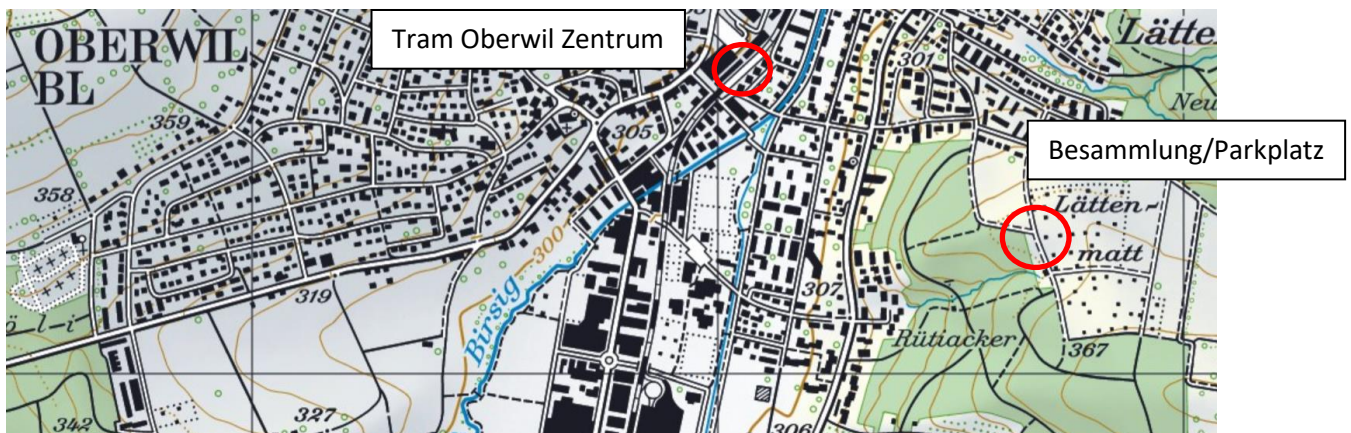 OBERWIL
BL
Tram Oberwil Zentrum
Lätte
301
Neu
359
305
Besammlung/Parkplatz
358
Lätten-
matt
300
319
307
Birsig
ö-l-i
Rütiacker
367
327
342
306